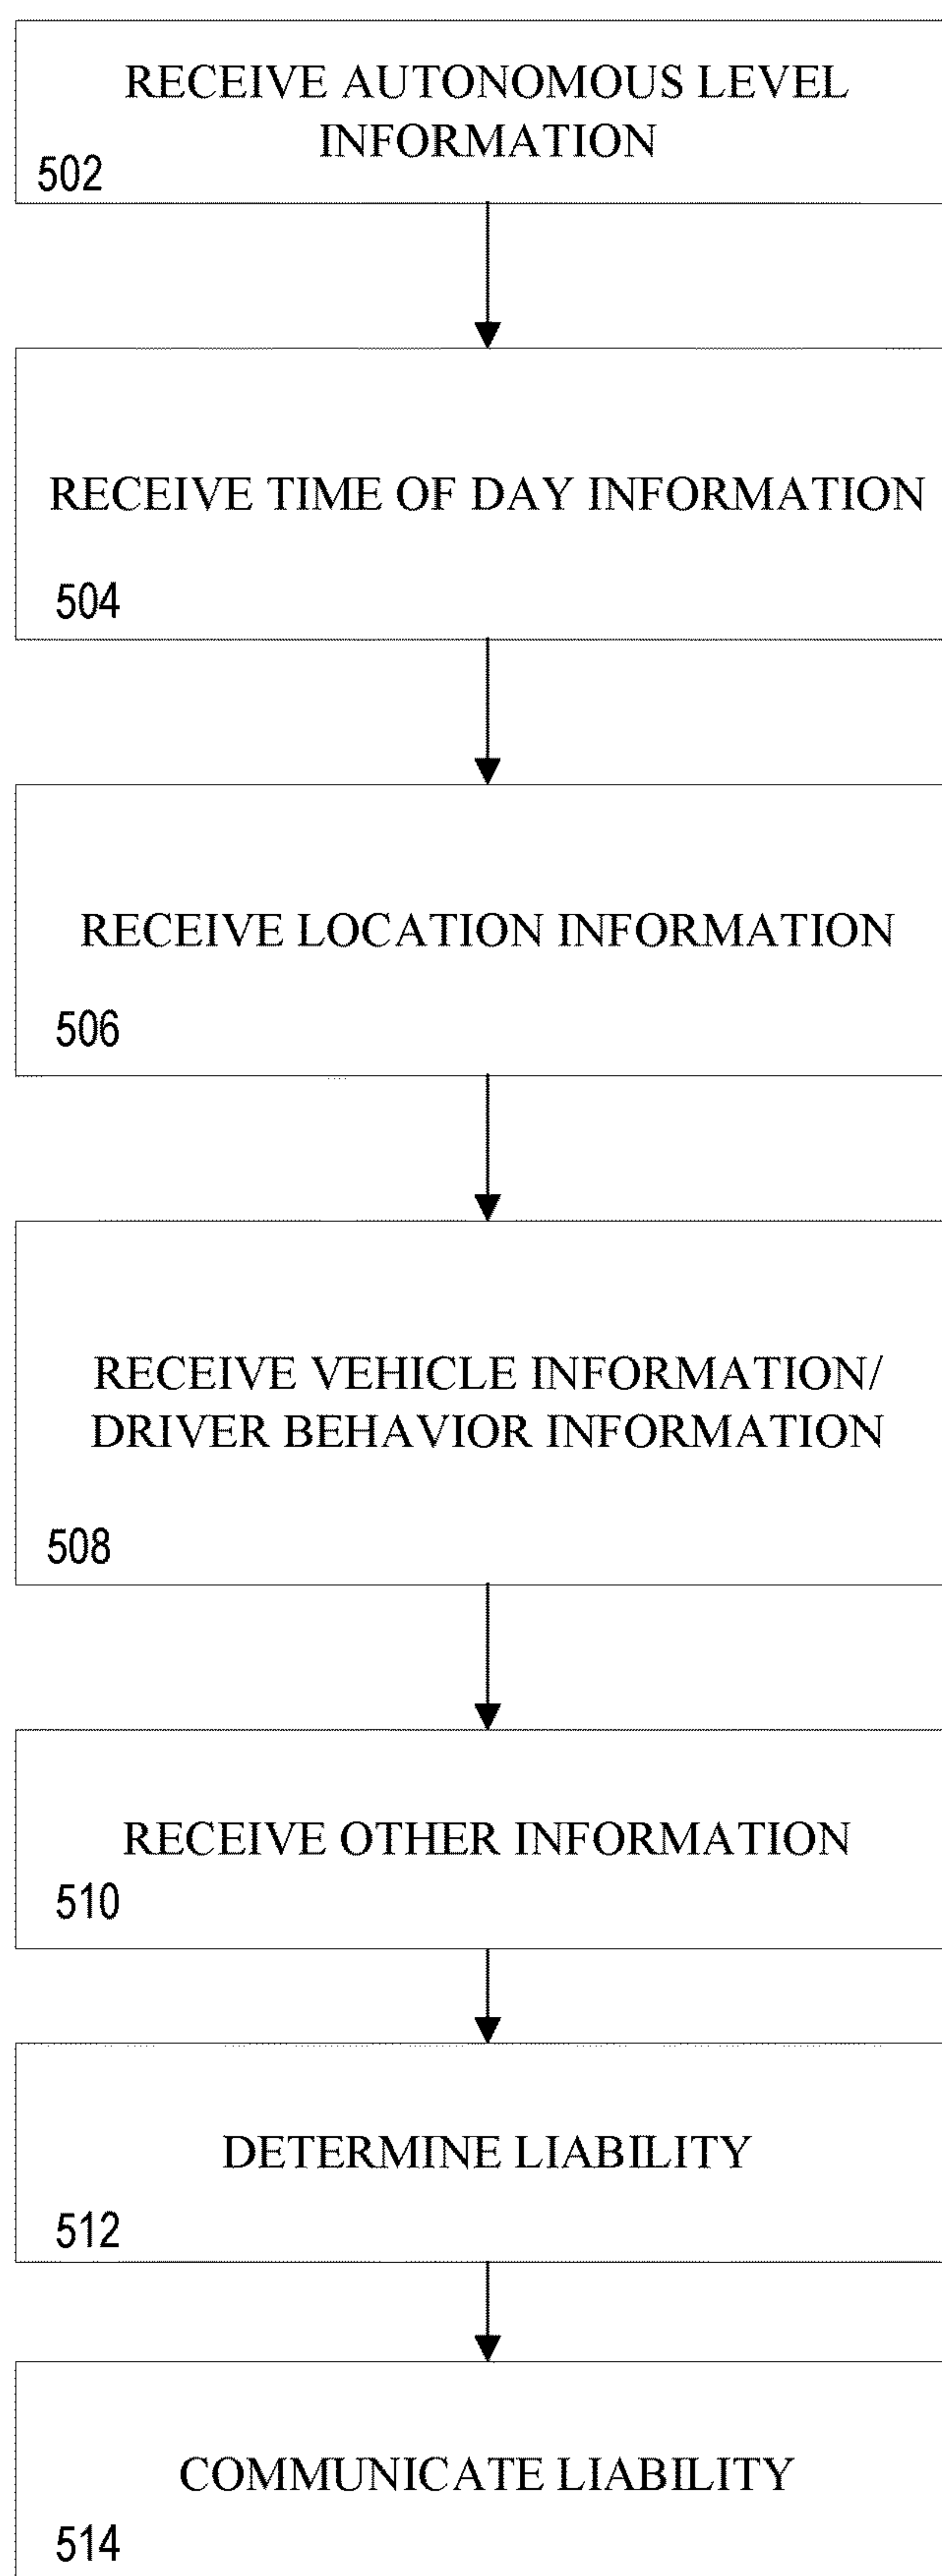 RECEIVE AUTONOMOUS LEVEL
INFORMATION
502
RECEIVE TIME OF DAY INFORMATION
504
RECEIVE LOCATION INFORMATION
506
RECEIVE VEHICLE INFORMATION/
DRIVER BEHAVIOR INFORMATION
508
RECEIVE OTHER INFORMATION
510
DETERMINE LIABILITY
512
COMMUNICATE LIABILITY
514